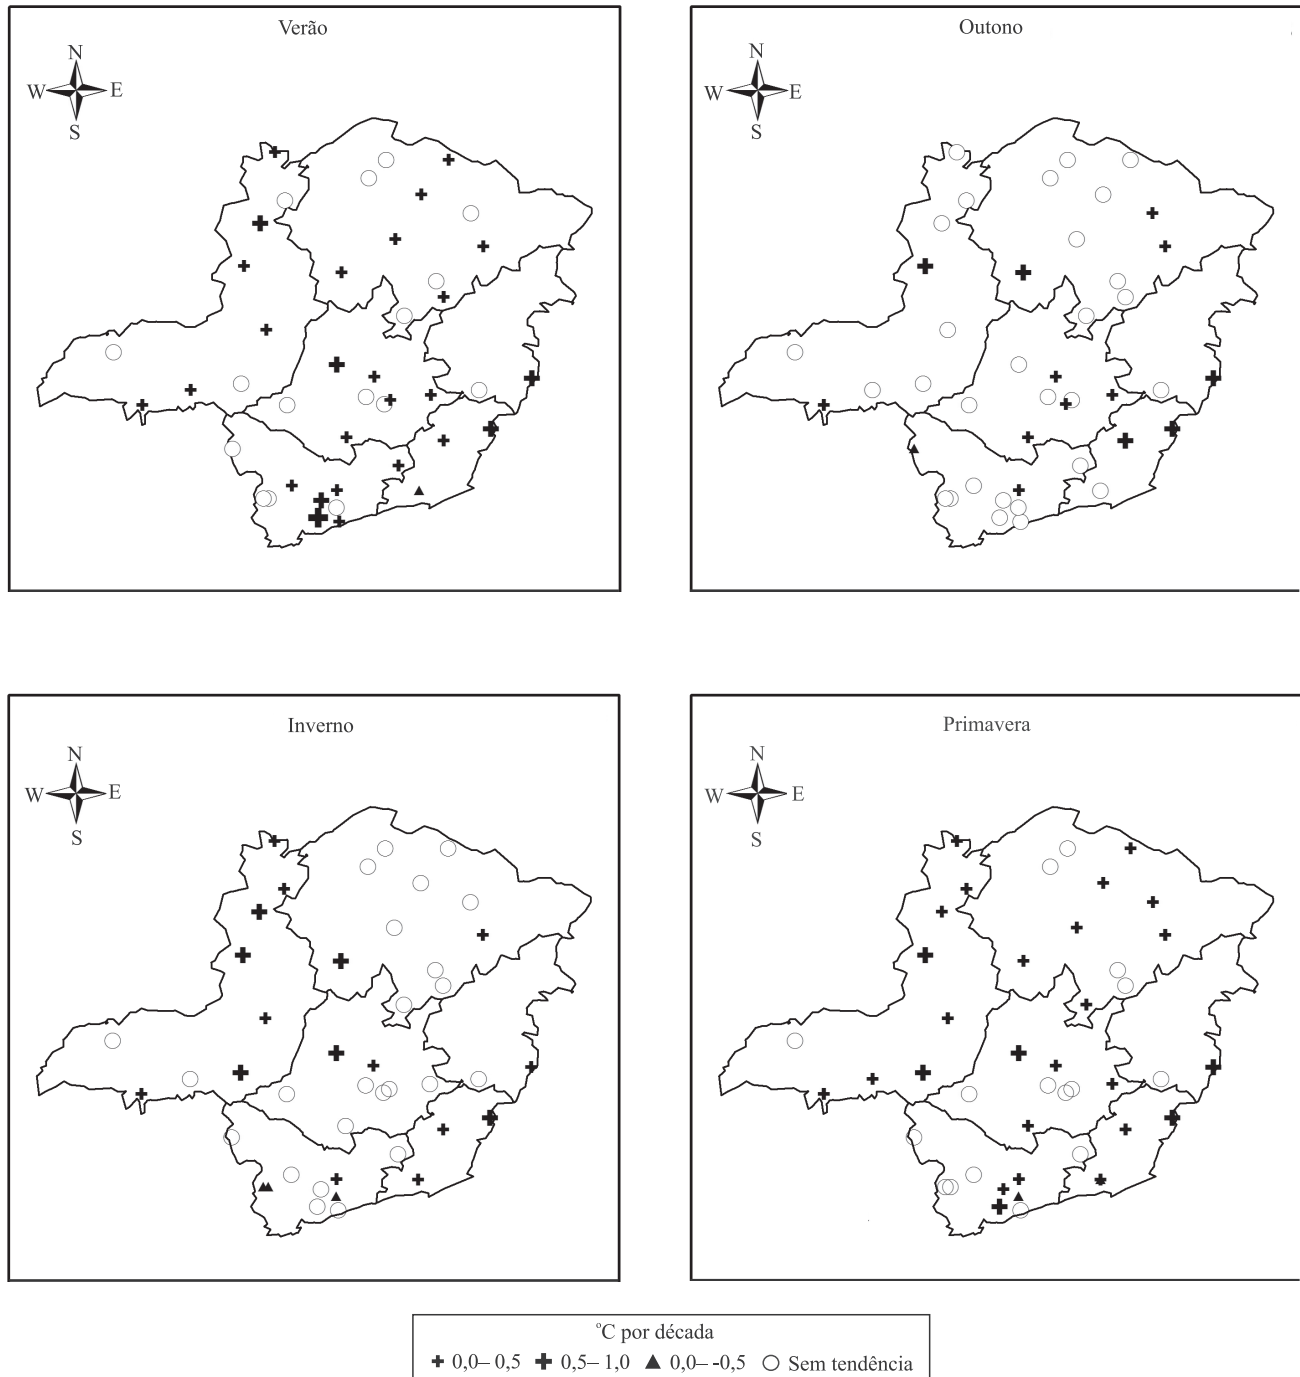 Verão
N
W E
S
Outono
N
W E
S
Inverno
N
W E
S
Primavera
N
W E
S
°C por década
0,0– 0,5 0,5– 1,0 0,0– -0,5 Sem tendência